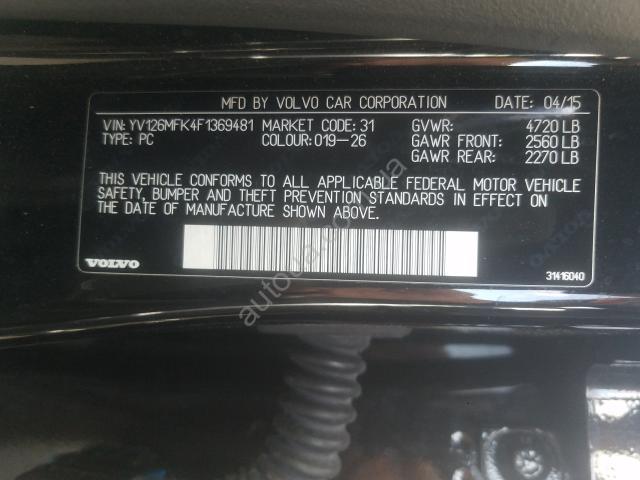 MFD BY VOLVO CAR CORPORATION DATE: 04/15
VIN: YV126MFK4F1369481 MARKET CODE: 31 GVWR: 4720 LB
TYPE: PC COLOUR: 019-26 GAWR FRONT: 2560 LB
GAWR REAR: 2270 LB
THIS VEHICLE CONFORMS TO ALL APPLICABLE FEDERAL MOTOR VEHICLE
SAFETY, BUMPER AND THEFT PREVENTION STANDARDS IN EFFECT ON
THE DATE OF MANUFACTURE SHOWN ABOVE.
VOLVO 31416040